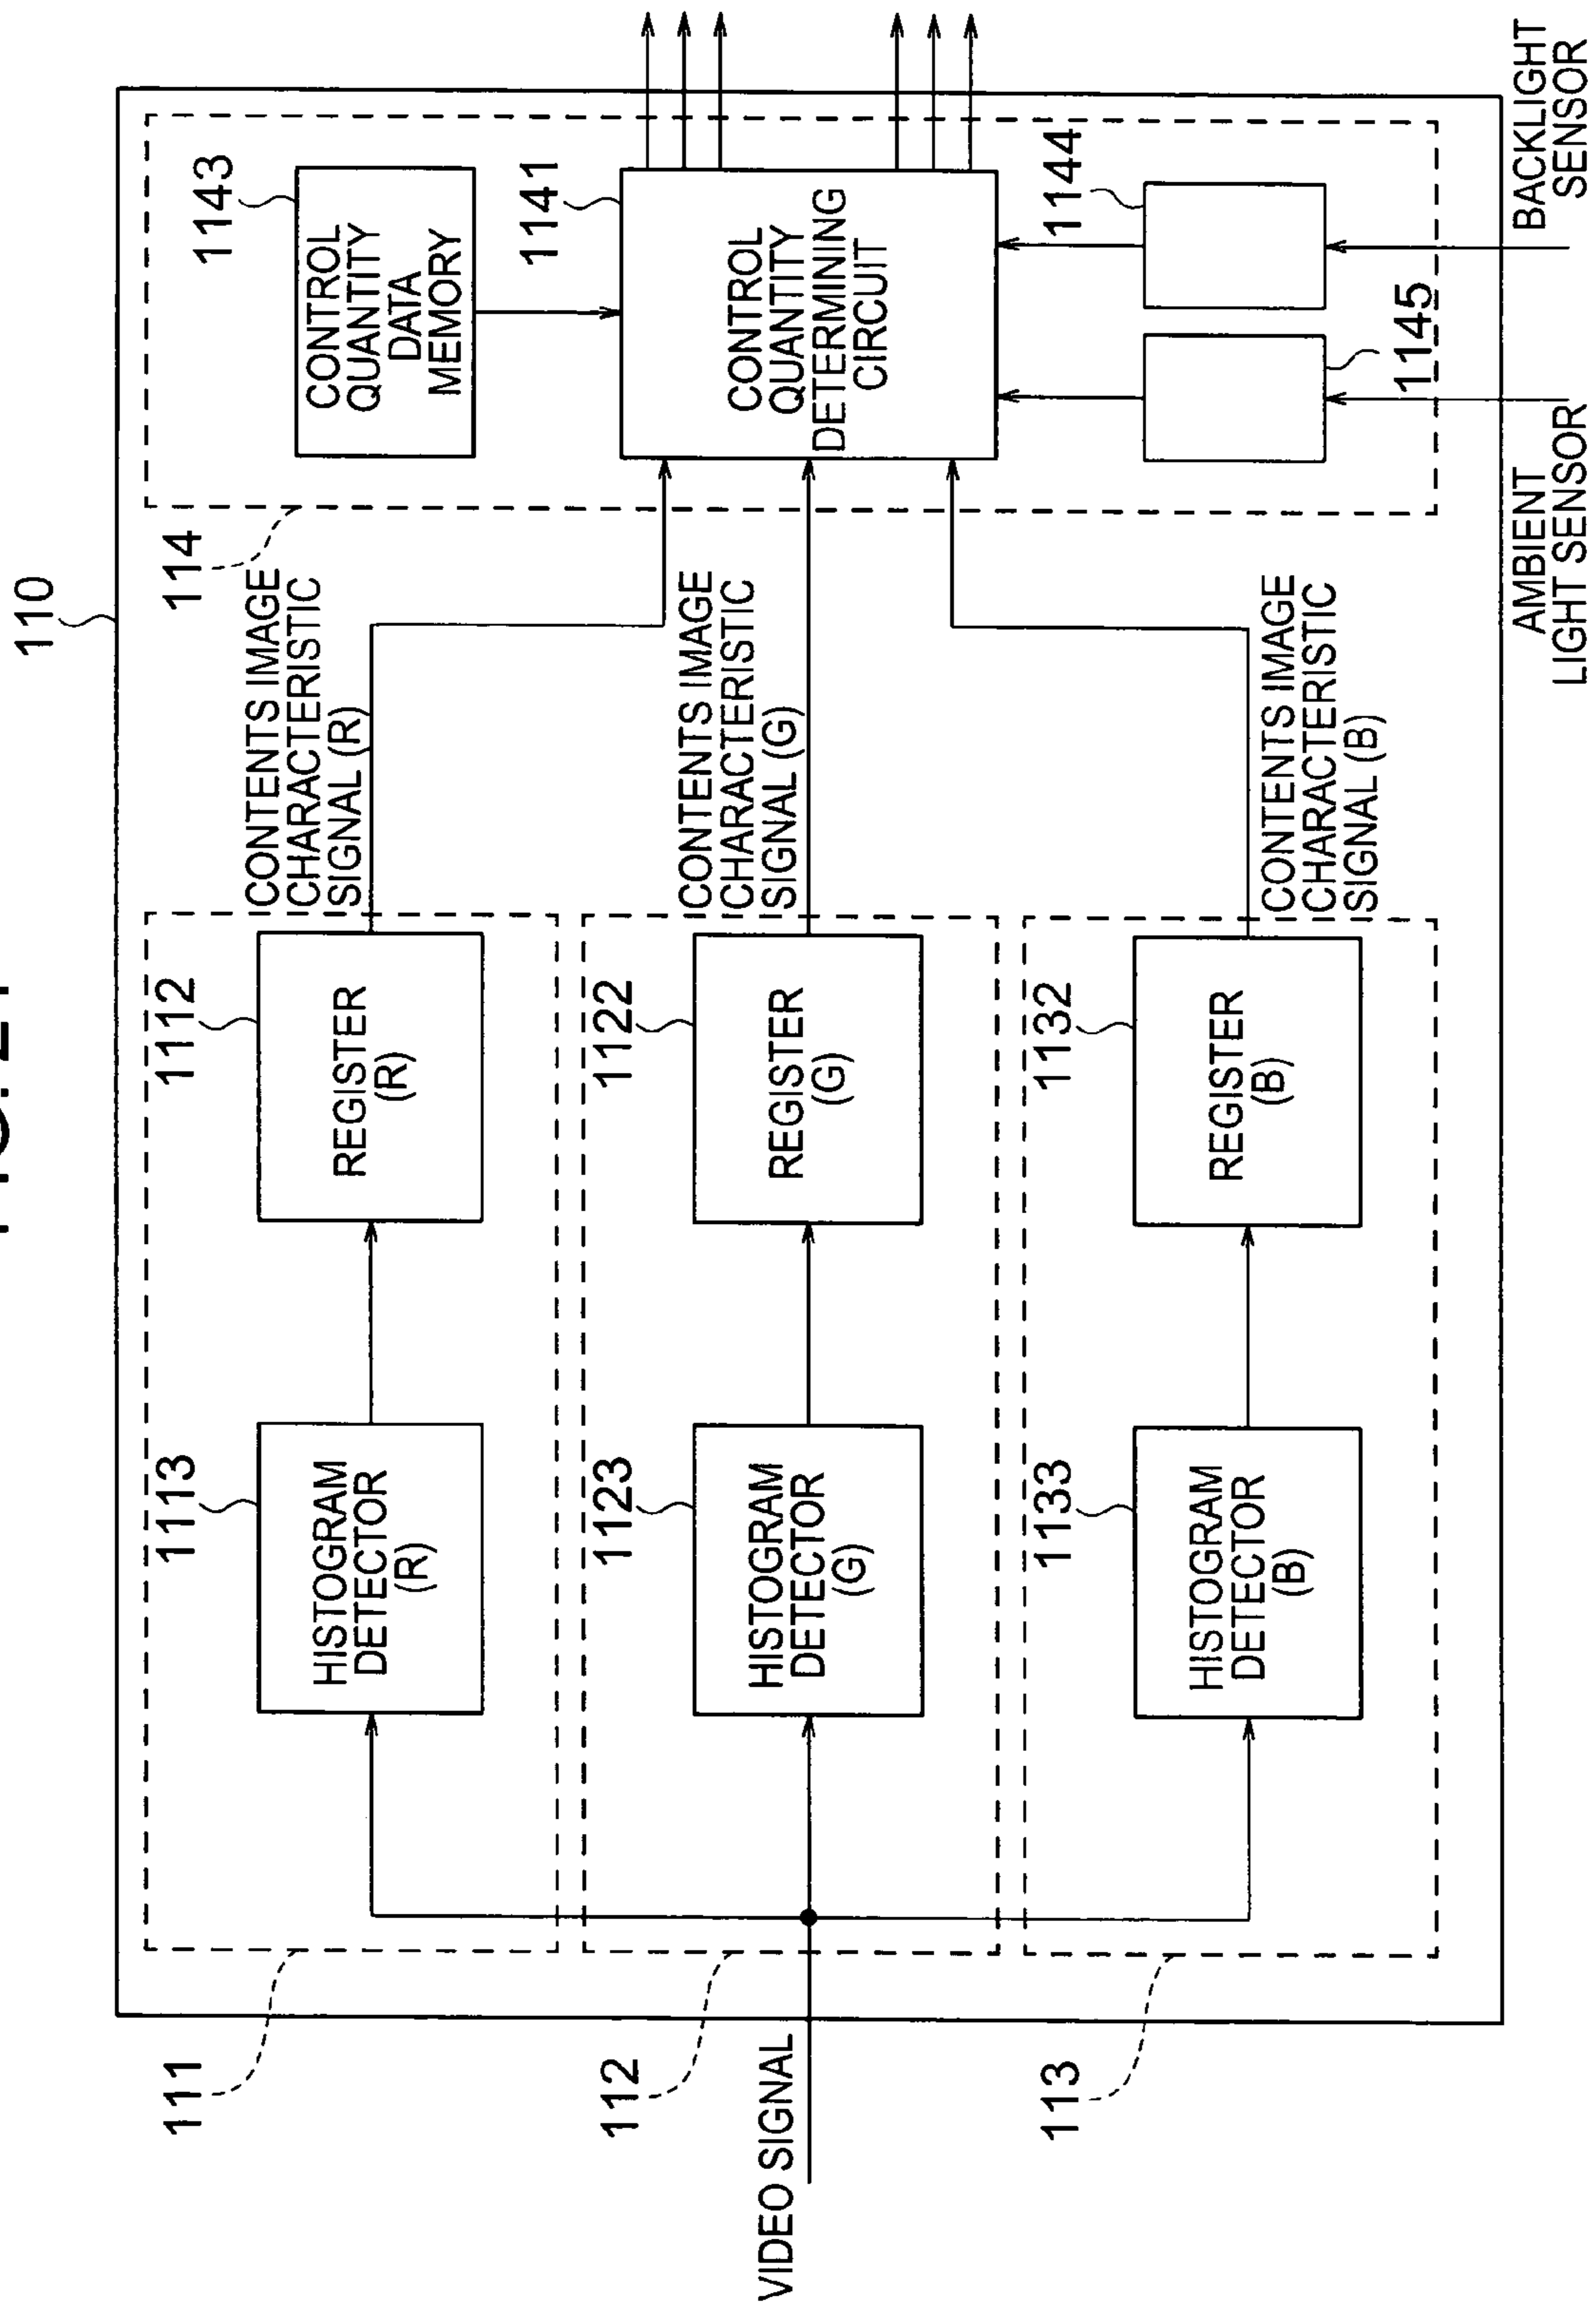 110
111
1113
HISTOGRAM
DETECTOR
(R)
1112
REGISTER
(R)
CONTENTS IMAGE
CHARACTERISTIC
SIGNAL (R)
114
1143
CONTROL
QUANTITY
DATA
MEMORY
VIDEO SIGNAL
112
1123
HISTOGRAM
DETECTOR
(G)
1122
REGISTER
(G)
CONTENTS IMAGE
CHARACTERISTIC
SIGNAL (G)
1141
CONTROL
QUANTITY
DETERMINING
CIRCUIT
113
1133
HISTOGRAM
DETECTOR
(B)
1132
REGISTER
(B)
CONTENTS IMAGE
CHARACTERISTIC
SIGNAL (B)
1144
1145
AMBIENT
LIGHT SENSOR
BACKLIGHT
SENSOR